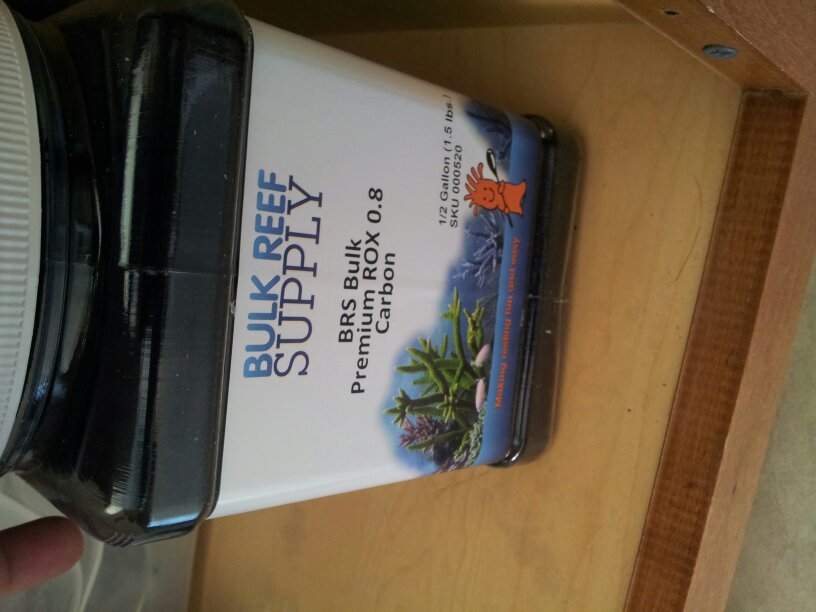 BULK REEF
SUPPLY
BRS Bulk
Premium ROX 0.8
Carbon
1/2 Gallon (1.5 lbs.)
SKU 000520
Making reefing fun and easy